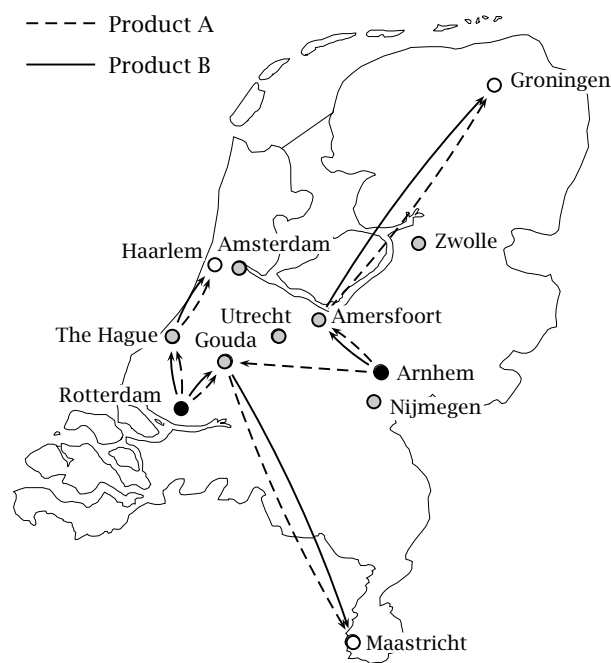 Product A
Product B
Groningen
Zwolle
Haarlem
Amsterdam
Utrecht
Amersfoort
The Hague
Gouda
Rotterdam
Arnhem
Nijmegen
Maastricht